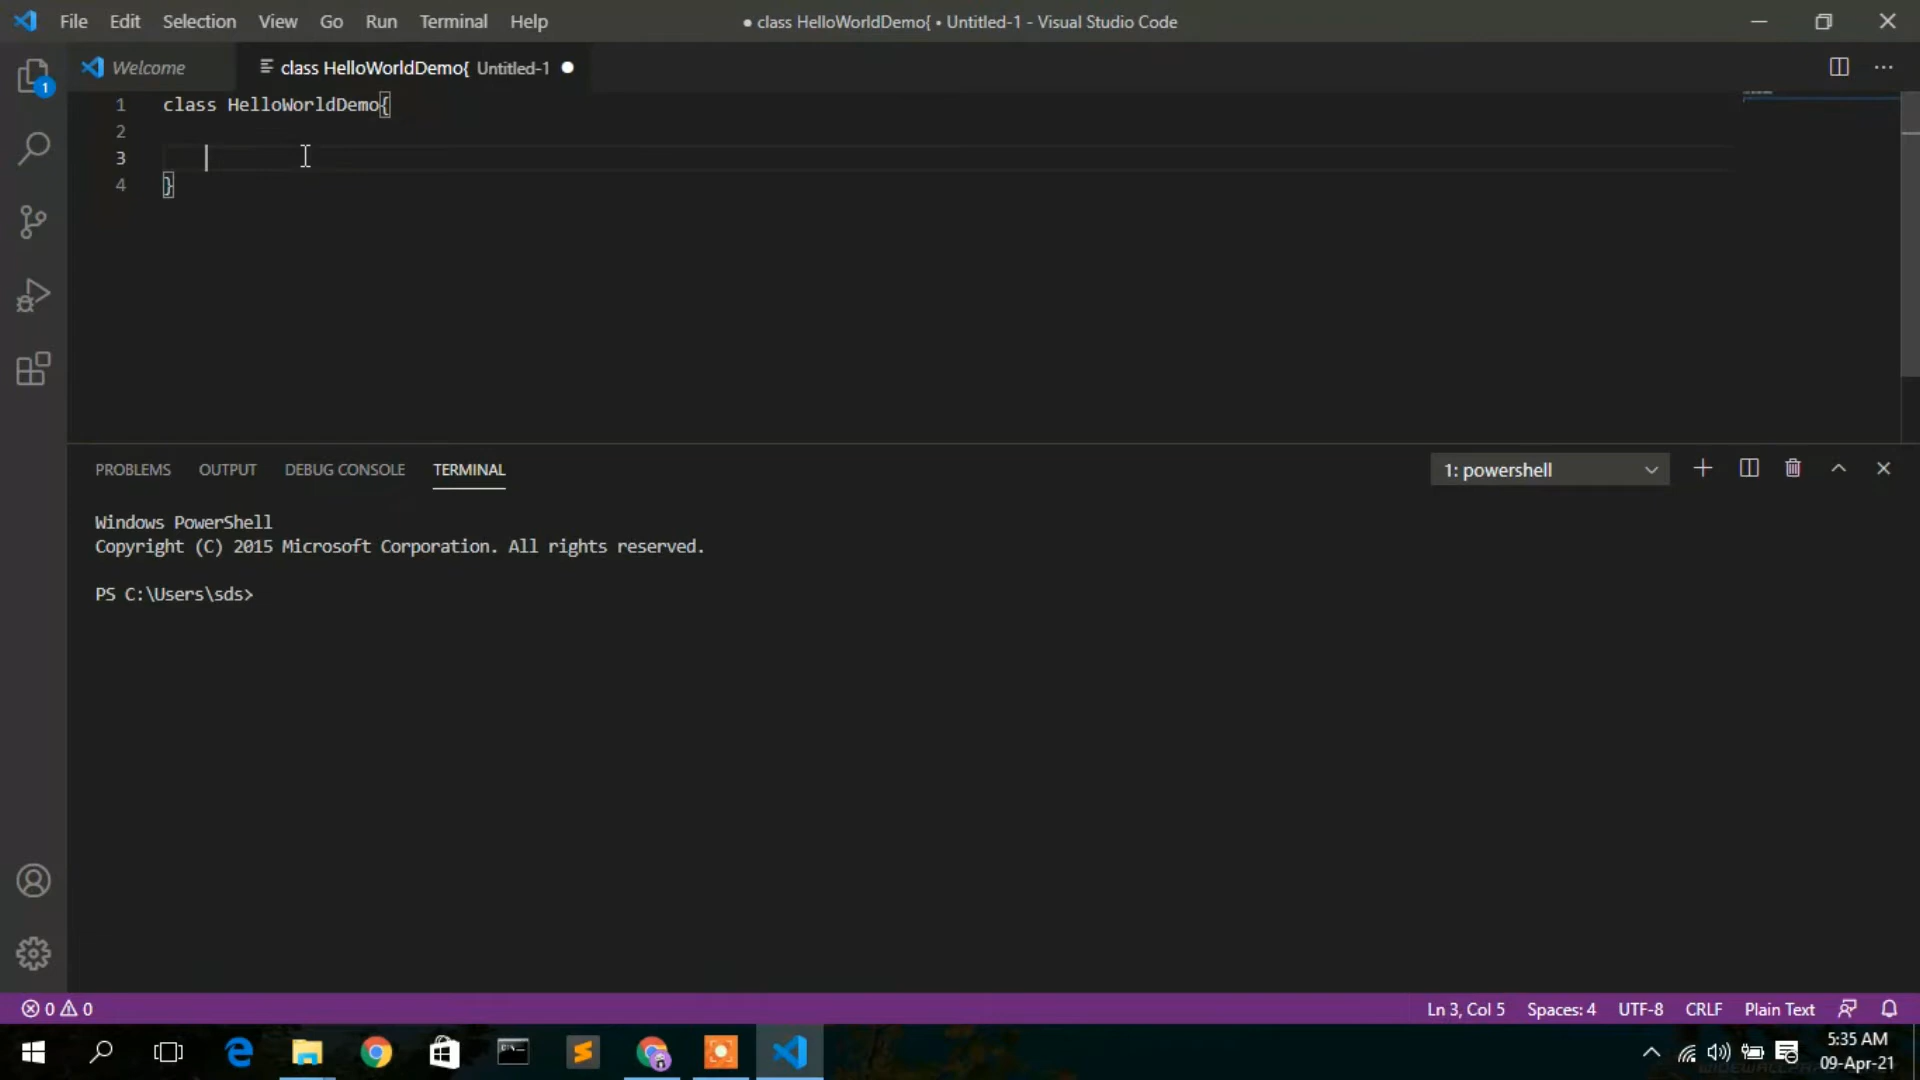 File Edit Selection View Go Run Terminal Help
● class HelloWorldDemo{ • Untitled-1 - Visual Studio Code
1
Welcome
class HelloWorldDemo{ Untitled-1 ●
1 class HelloWorldDemo{
2
3
4 }
PROBLEMS OUTPUT DEBUG CONSOLE TERMINAL
1: powershell
Windows PowerShell
Copyright (C) 2015 Microsoft Corporation. All rights reserved.
PS C:\Users\sds>
0 0
Ln 3, Col 5 Spaces: 4 UTF-8 CRLF Plain Text
5:35 AM
09-Apr-21